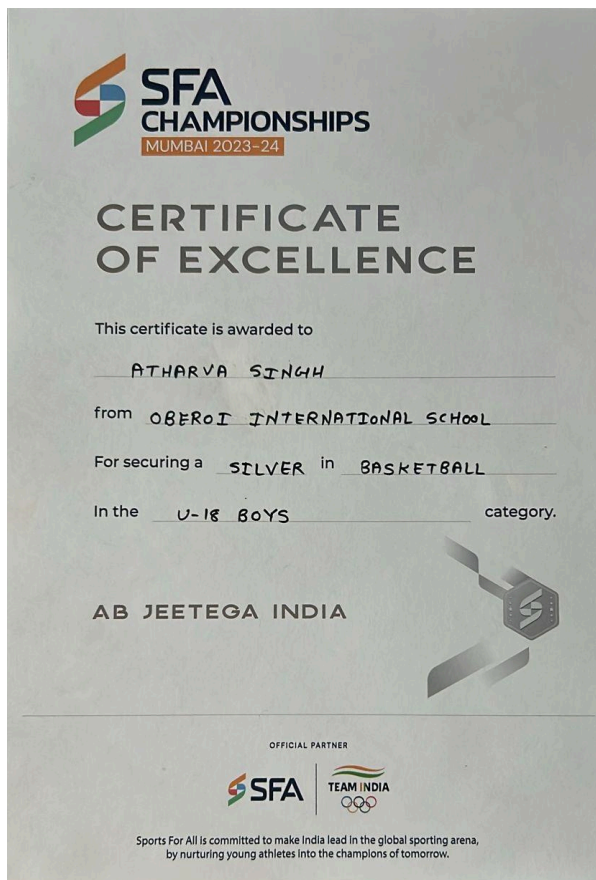 SFA
CHAMPIONSHIPS
MUMBAI 2023-24
CERTIFICATE
OF EXCELLENCE
This certificate is awarded to
ATHARVA SINGH
from OBEROI INTERNATIONAL SCHOOL
For securing a SILVER in BASKETBALL
In the U-18 BOYS category.
AB JEETEGA INDIA
OFFICIAL PARTNER
SFA TEAM INDIA
Sports For All is committed to make India lead in the global sporting arena,
by nurturing young athletes into the champions of tomorrow.